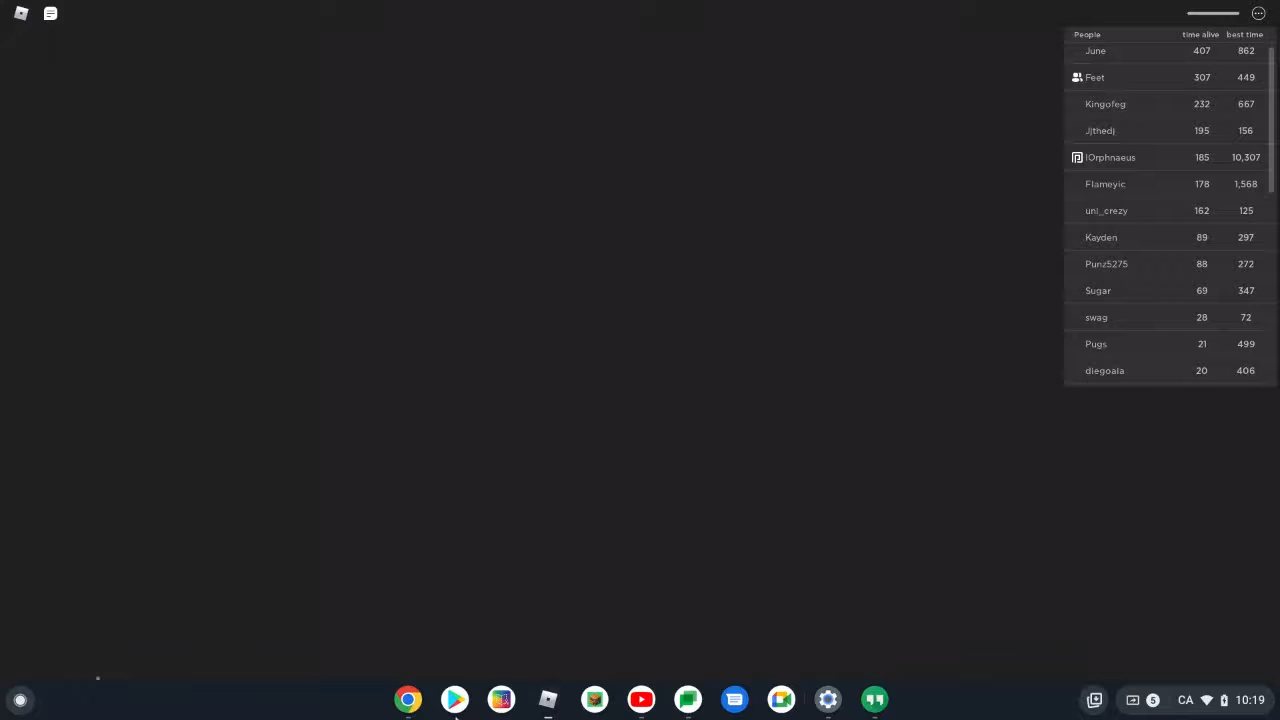 People time alive best time
June 407 862
Feet 307 449
Kingofeg 232 667
Jjthedj 195 156
lOrphnaeus 185 10,307
Flameyic 178 1,568
uni_crezy 162 125
Kayden 89 297
Punz5275 88 272
Sugar 69 347
swag 28 72
Pugs 21 499
diegoala 20 406
5 CA 10:19